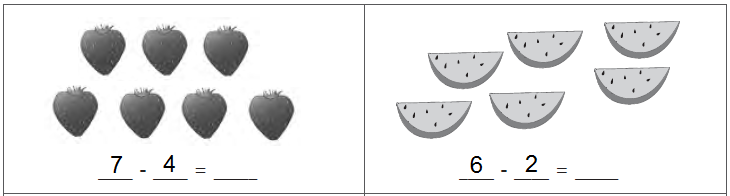 7 - 4 = ____
6 - 2 = ____